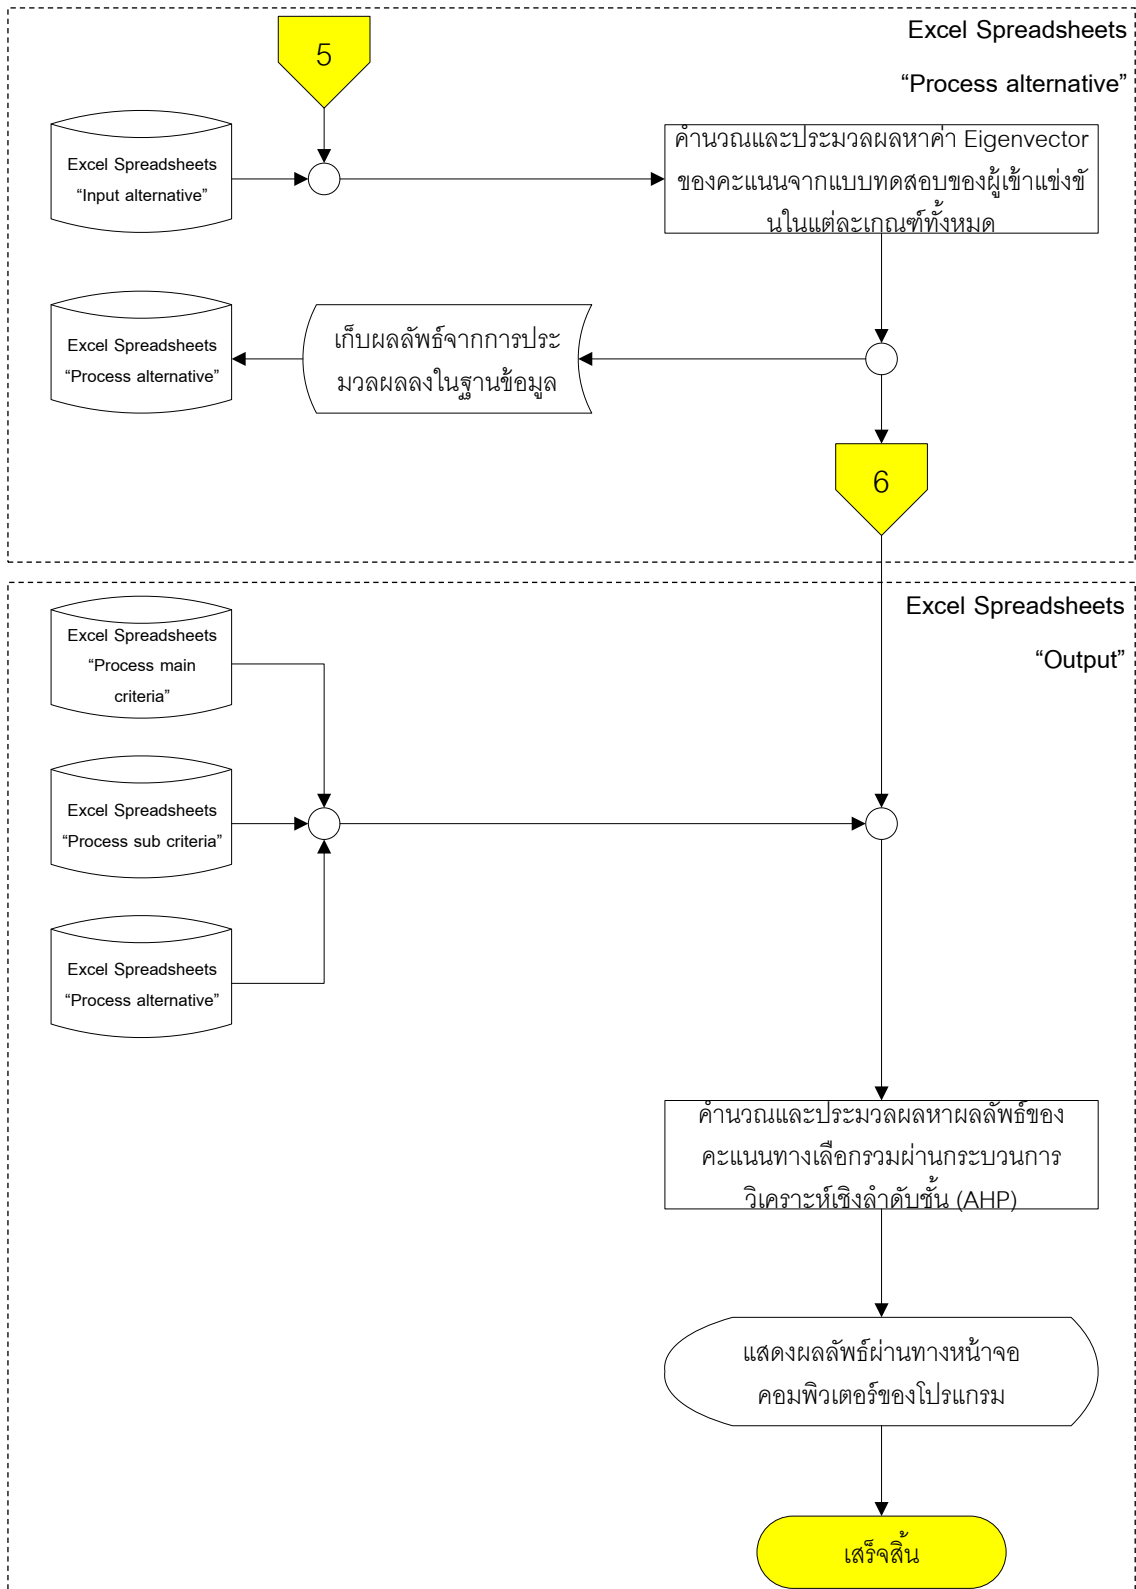 Excel Spreadsheets
“Process alternative”
5
Excel Spreadsheets
“Input alternative”
คำนวณและประมวลผลหาค่า Eigenvector
ของคะแนนจากแบบทดสอบของผู้เข้าแข่งขั
นในแต่ละเกณฑ์ทั้งหมด
Excel Spreadsheets
“Process alternative”
เก็บผลลัพธ์จากการประ
มวลผลลงในฐานข้อมูล
6
Excel Spreadsheets
“Output”
Excel Spreadsheets
“Process main
criteria”
Excel Spreadsheets
“Process sub criteria”
Excel Spreadsheets
“Process alternative”
คำนวณและประมวลผลหาผลลัพธ์ของ
คะแนนทางเลือกรวมผ่านกระบวนการ
วิเคราะห์เชิงลำดับชั้น (AHP)
แสดงผลลัพธ์ผ่านทางหน้าจอ
คอมพิวเตอร์ของโปรแกรม
เสร็จสิ้น